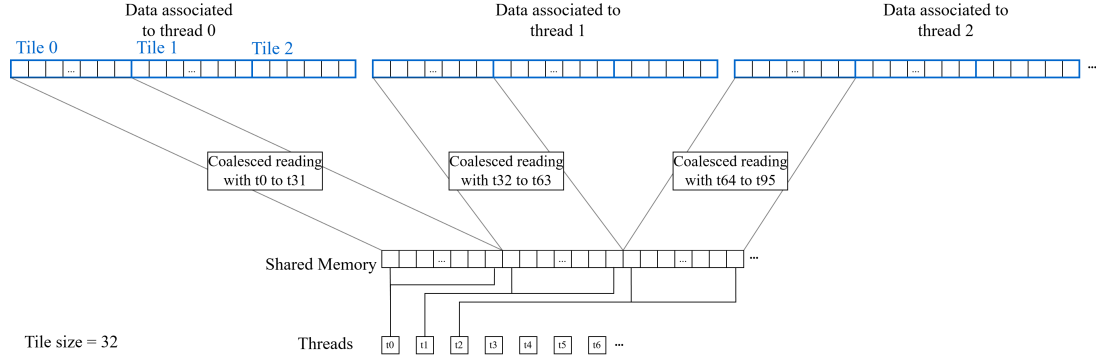 Data associated
to thread 0
Data associated to
thread 1
Data associated to
thread 2
Tile 0
Tile 1
Tile 2
...
...
...
...
...
...
...
Coalesced reading
with t0 to t31
Coalesced reading
with t32 to t63
Coalesced reading
with t64 to t95
Shared Memory
...
...
...
...
Tile size = 32
Threads
t0
t1
t2
t3
t4
t5
t6
...